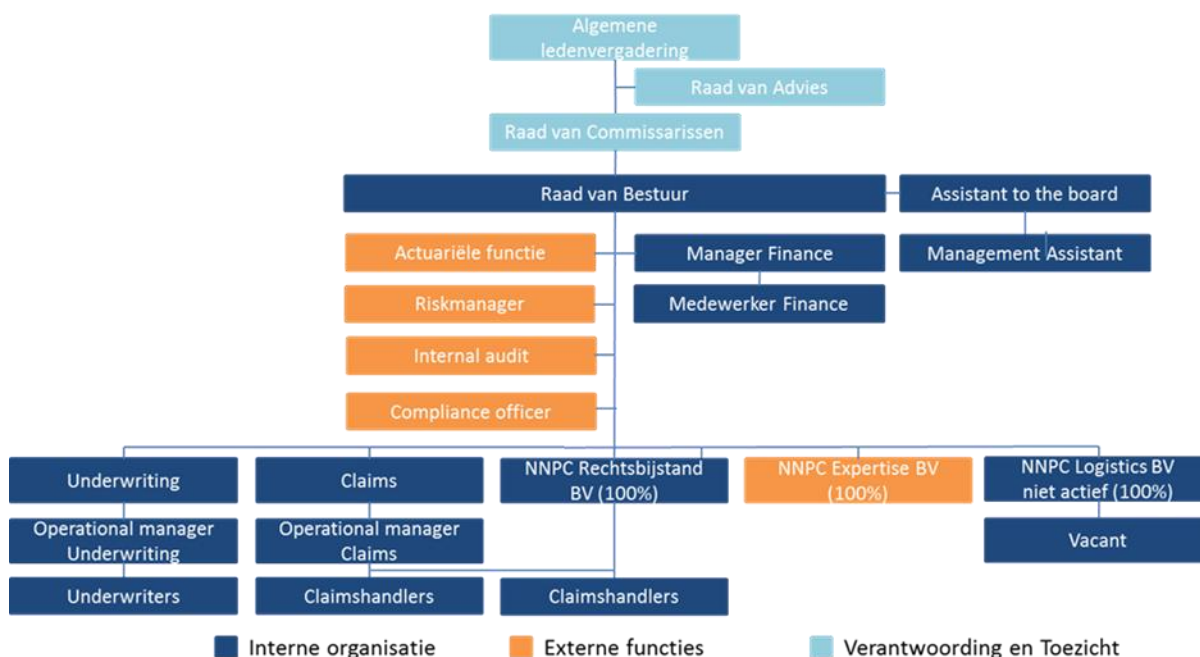 Algemene
ledenvergadering
Raad van Advies
Raad van Commissarissen
Raad van Bestuur
Assistant to the board
Actuariële functie
Manager Finance
Management Assistant
Riskmanager
Medewerker Finance
Internal audit
Compliance officer
Underwriting
Claims
NNPC Rechtsbijstand
BV (100%)
NNPC Expertise BV
(100%)
NNPC Logistics BV
niet actief (100%)
Operational manager
Underwriting
Operational manager
Claims
Vacant
Underwriters
Claimshandlers
Claimshandlers
Interne organisatie
Externe functies
Verantwoording en Toezicht